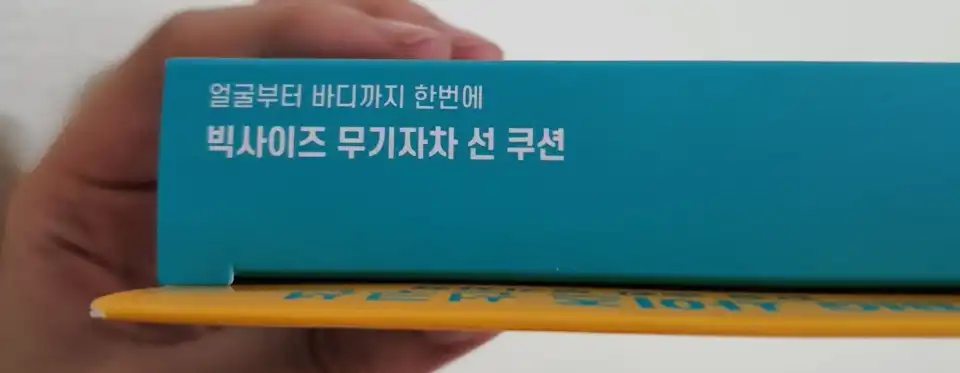 얼굴부터 바디까지 한번에
빅사이즈 무기자차 선 쿠션